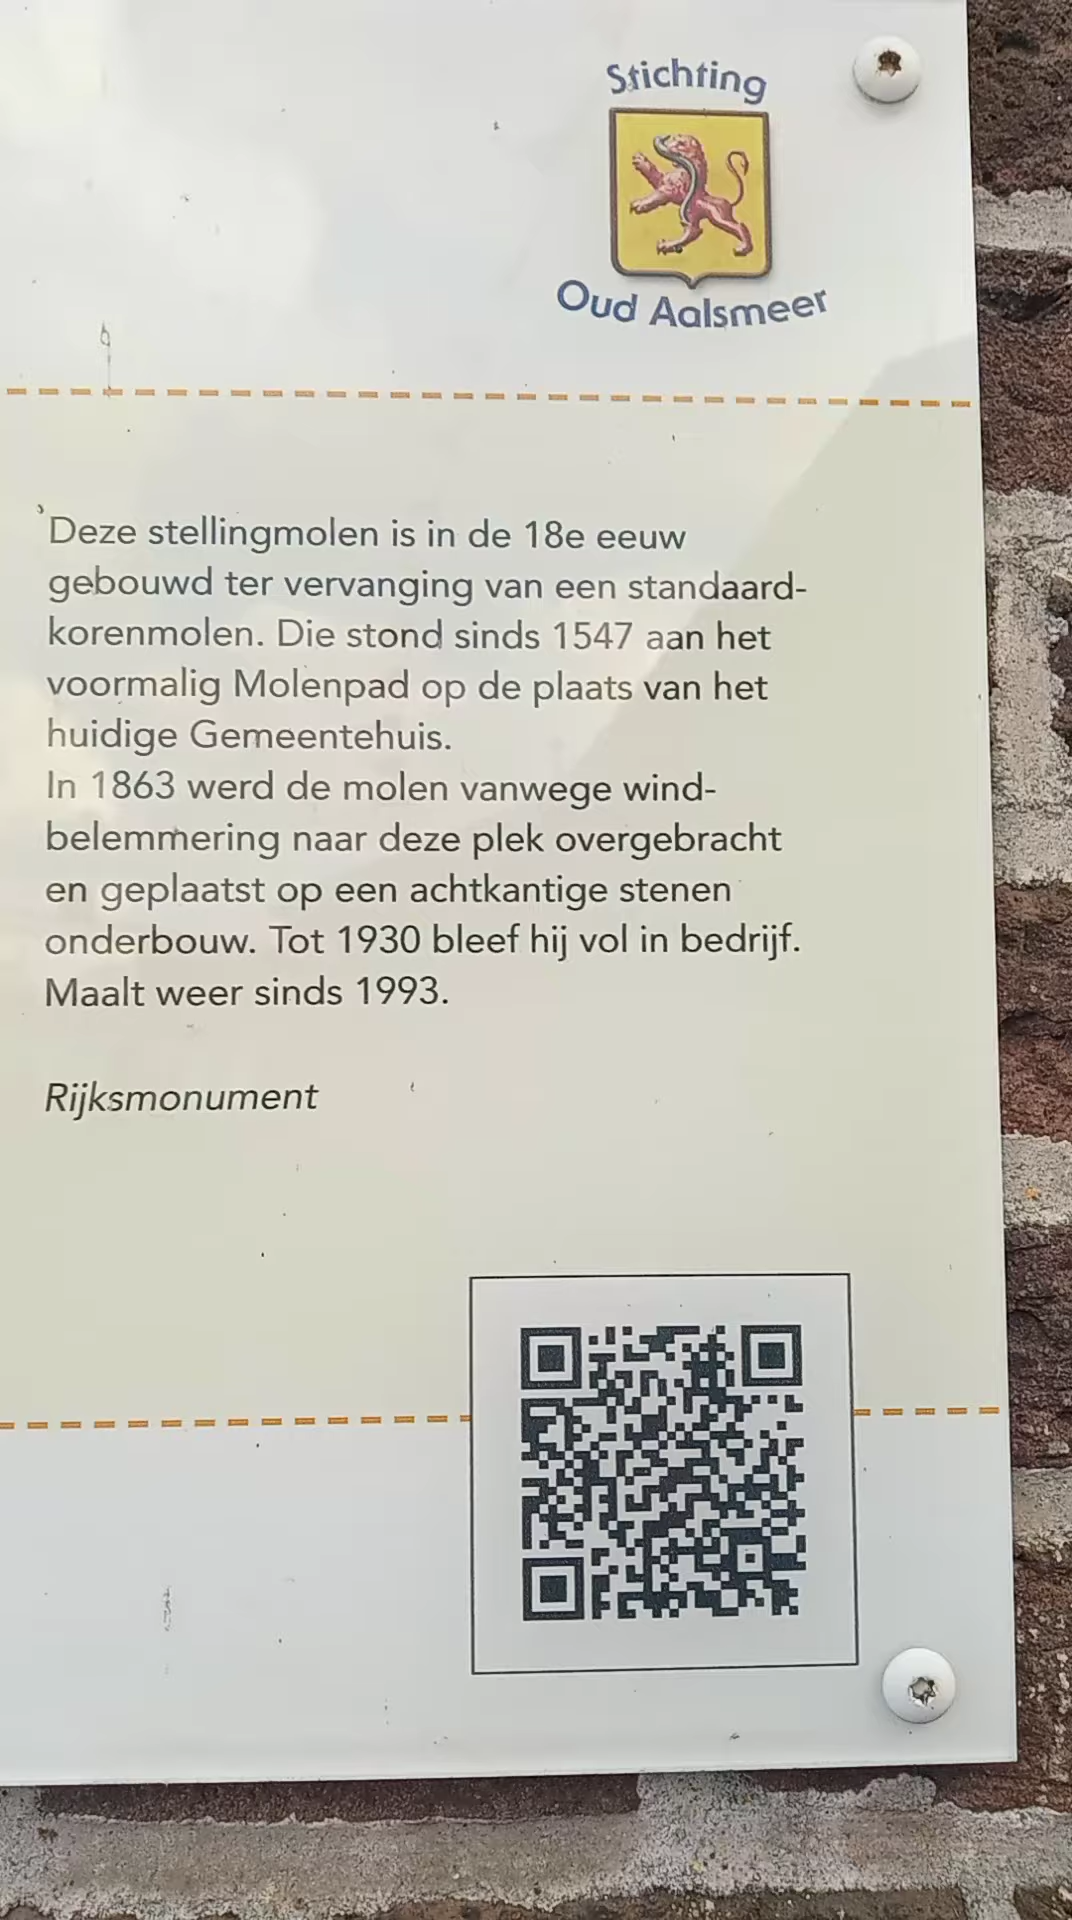 Stichting
Oud Aalsmeer
Deze stellingmolen is in de 18e eeuw
gebouwd ter vervanging van een standaard-
korenmolen. Die stond sinds 1547 aan het
voormalig Molenpad op de plaats van het
huidige Gemeentehuis.
In 1863 werd de molen vanwege wind-
belemmering naar deze plek overgebracht
en geplaatst op een achtkantige stenen
onderbouw. Tot 1930 bleef hij vol in bedrijf.
Maalt weer sinds 1993.
Rijksmonument